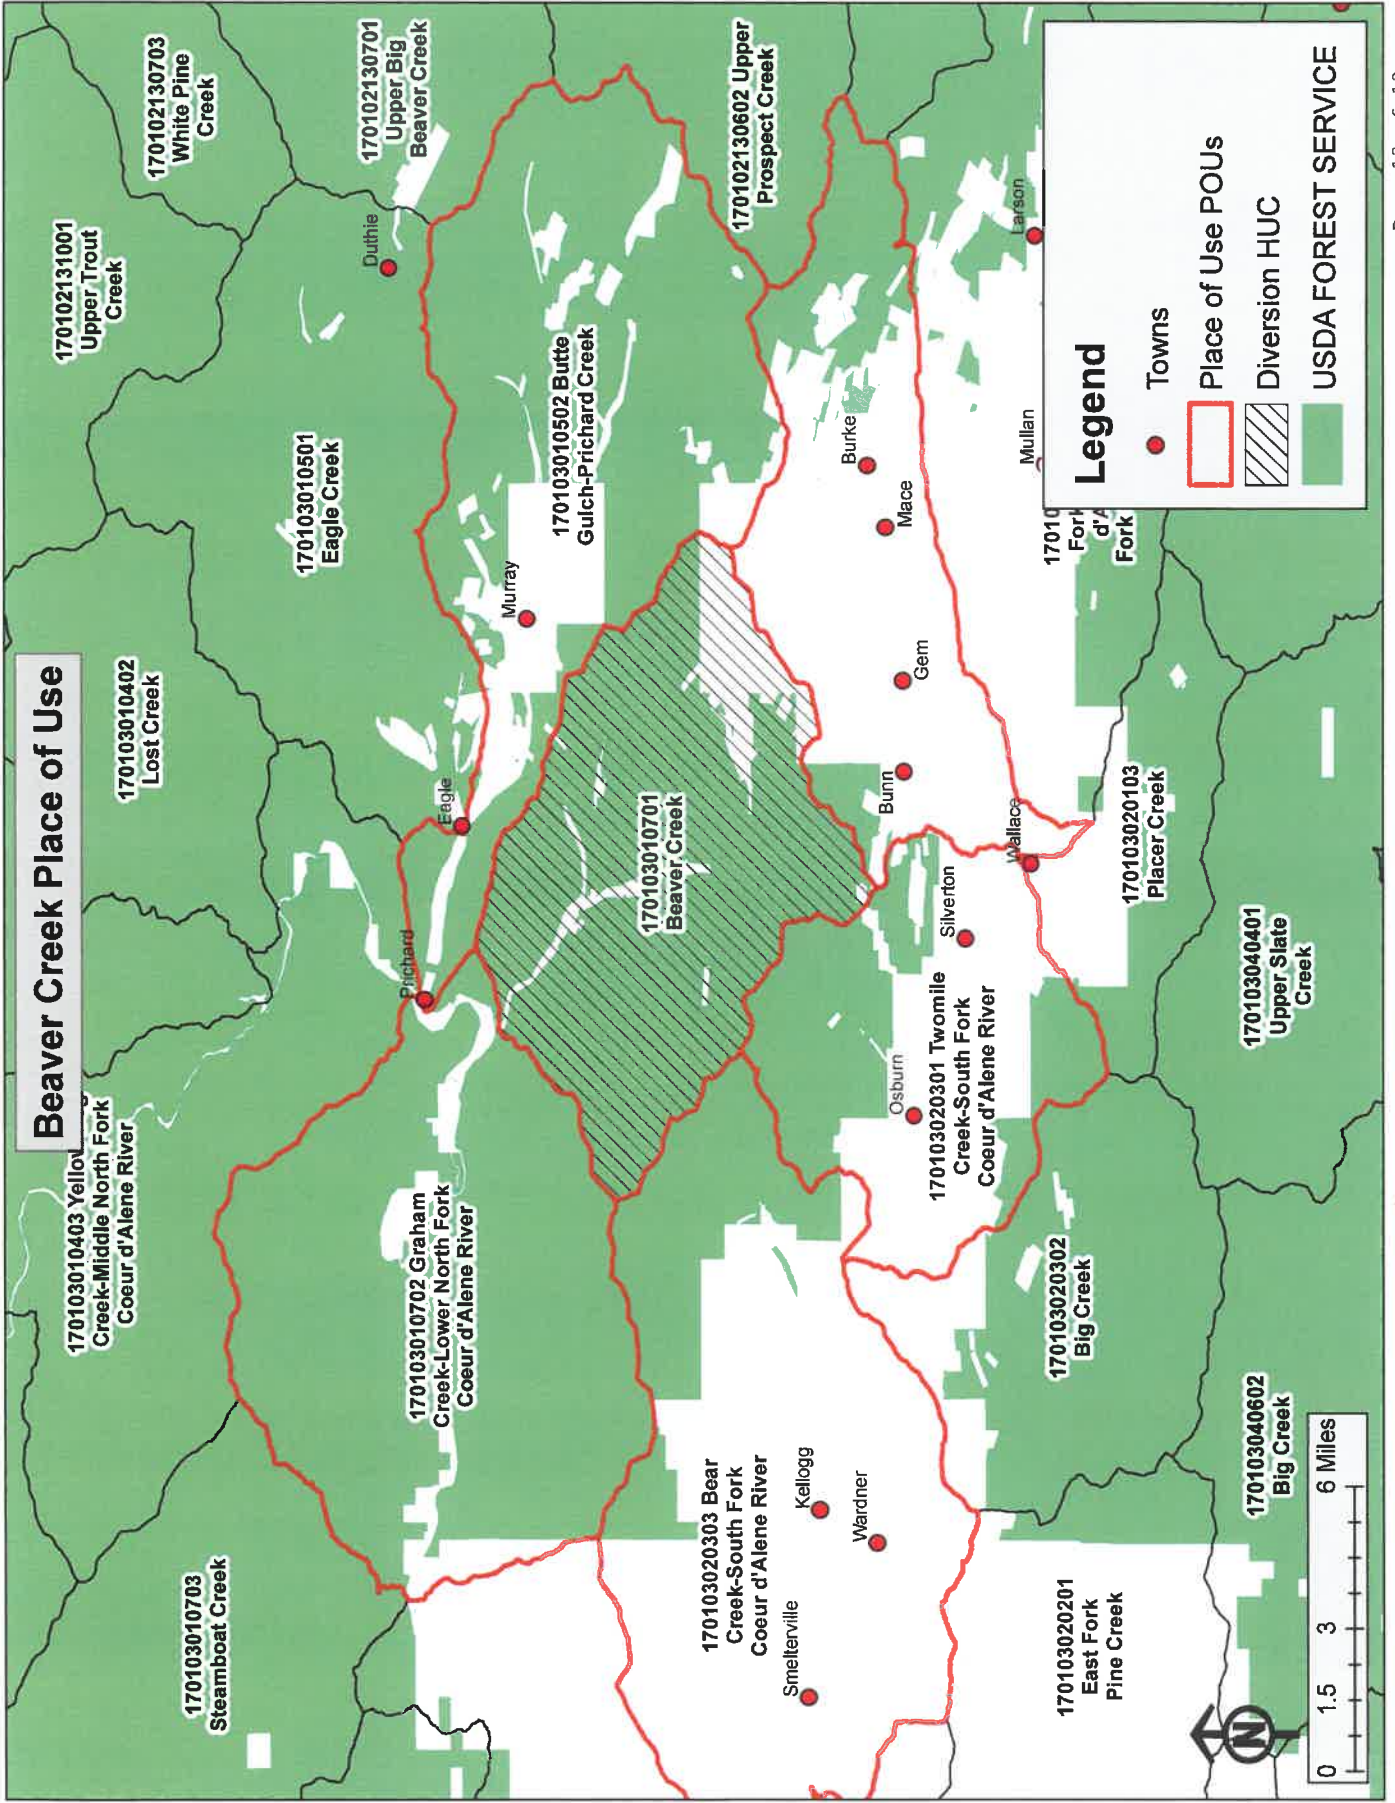 Beaver Creek Place of Use
170103010403 Yellow
Creek-Middle North Fork
Coeur d'Alene River
170103010402
Lost Creek
170102131001
Upper Trout
Creek
170102130703
White Pine
Creek
170103010703
Steamboat Creek
170103010501
Eagle Creek
170102130701
Upper Big
Beaver Creek
Duthie
170103010702 Graham
Creek-Lower North Fork
Coeur d'Alene River
Prichard
Eagle
Murray
170103010502 Butte
Gulch-Prichard Creek
170103010701
Beaver Creek
170102130602 Upper
Prospect Creek
170103020303 Bear
Creek-South Fork
Coeur d'Alene River
Smelterville
Kellogg
Wardner
Osburn
170103020301 Twomile
Creek-South Fork
Coeur d'Alene River
Silverton
Bunn
Gem
Mace
Burke
Wallace
Mullan
Larson
17010
Fork
d'A
Fork
170103020201
East Fork
Pine Creek
170103020302
Big Creek
170103020103
Placer Creek
170103040602
Big Creek
170103040401
Upper Slate
Creek
Legend
Towns
Place of Use POUs
Diversion HUC
USDA FOREST SERVICE
N
0 1.5 3 6 Miles